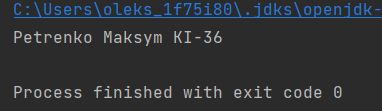 C:\Users\oleks_1f75i80\.jdks\openjdk-
Petrenko Maksym KI-36
Process finished with exit code 0